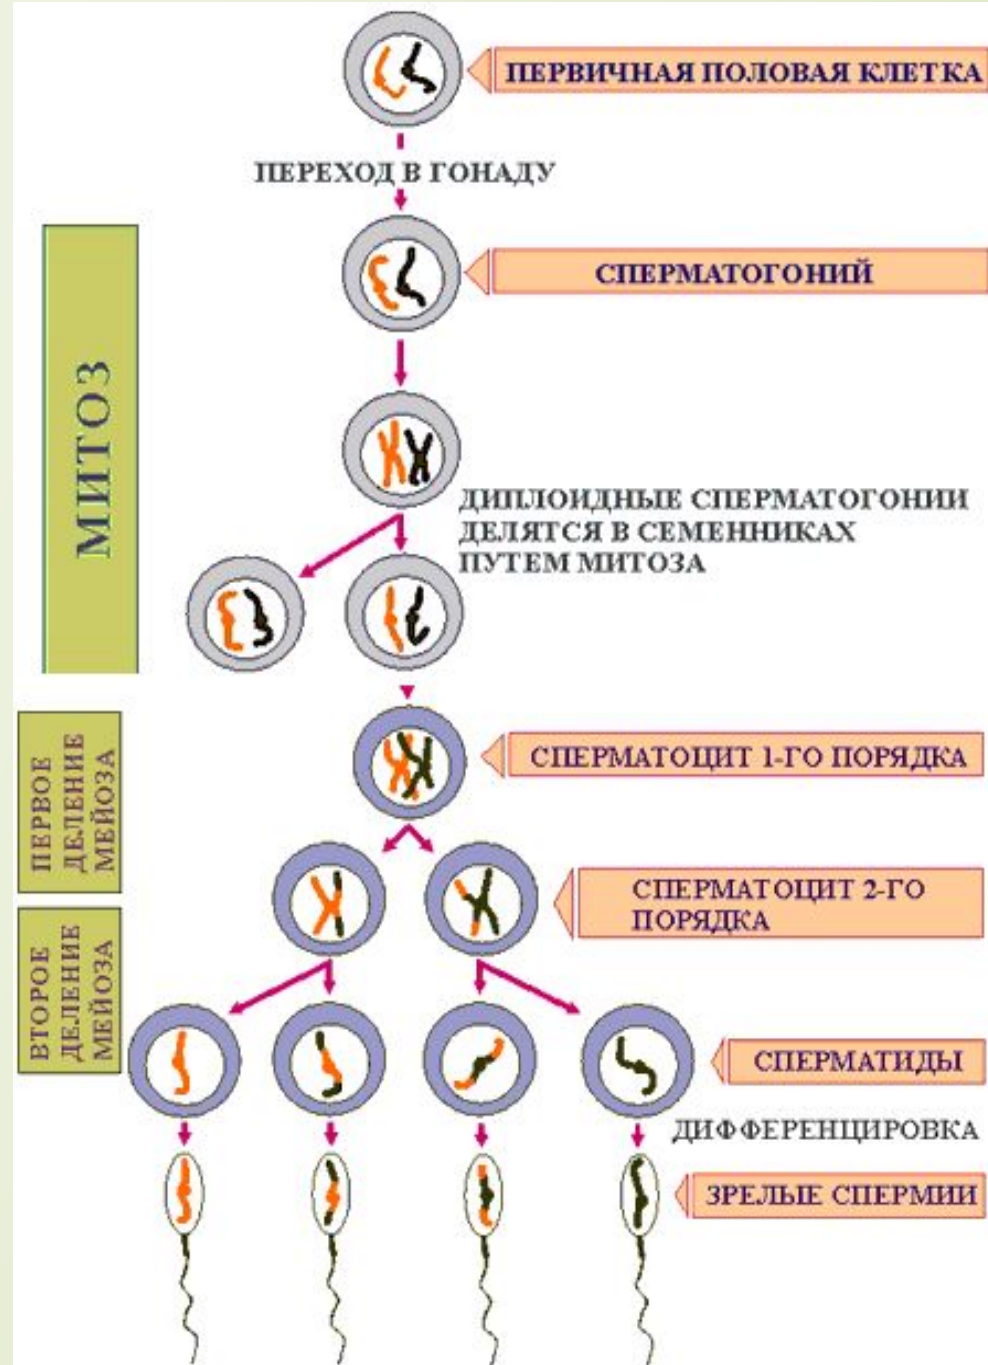 ПЕРВИЧНАЯ ПОЛОВАЯ КЛЕТКА
ПЕРЕХОД В ГОНАДУ
СПЕРМАТОГОНИЙ
МИТОЗ
ДИПЛОИДНЫЕ СПЕРМАТОГОНИИ
ДЕЛЯТСЯ В СЕМЕННИКАХ
ПУТЕМ МИТОЗА
ПЕРВОЕ
ДЕЛЕНИЕ
МЕЙОЗА
СПЕРМАТОЦИТ 1-ГО ПОРЯДКА
СПЕРМАТОЦИТ 2-ГО
ПОРЯДКА
ВТОРОЕ
ДЕЛЕНИЕ
МЕЙОЗА
СПЕРМАТИДЫ
ДИФФЕРЕНЦИРОВКА
ЗРЕЛЫЕ СПЕРМИИ